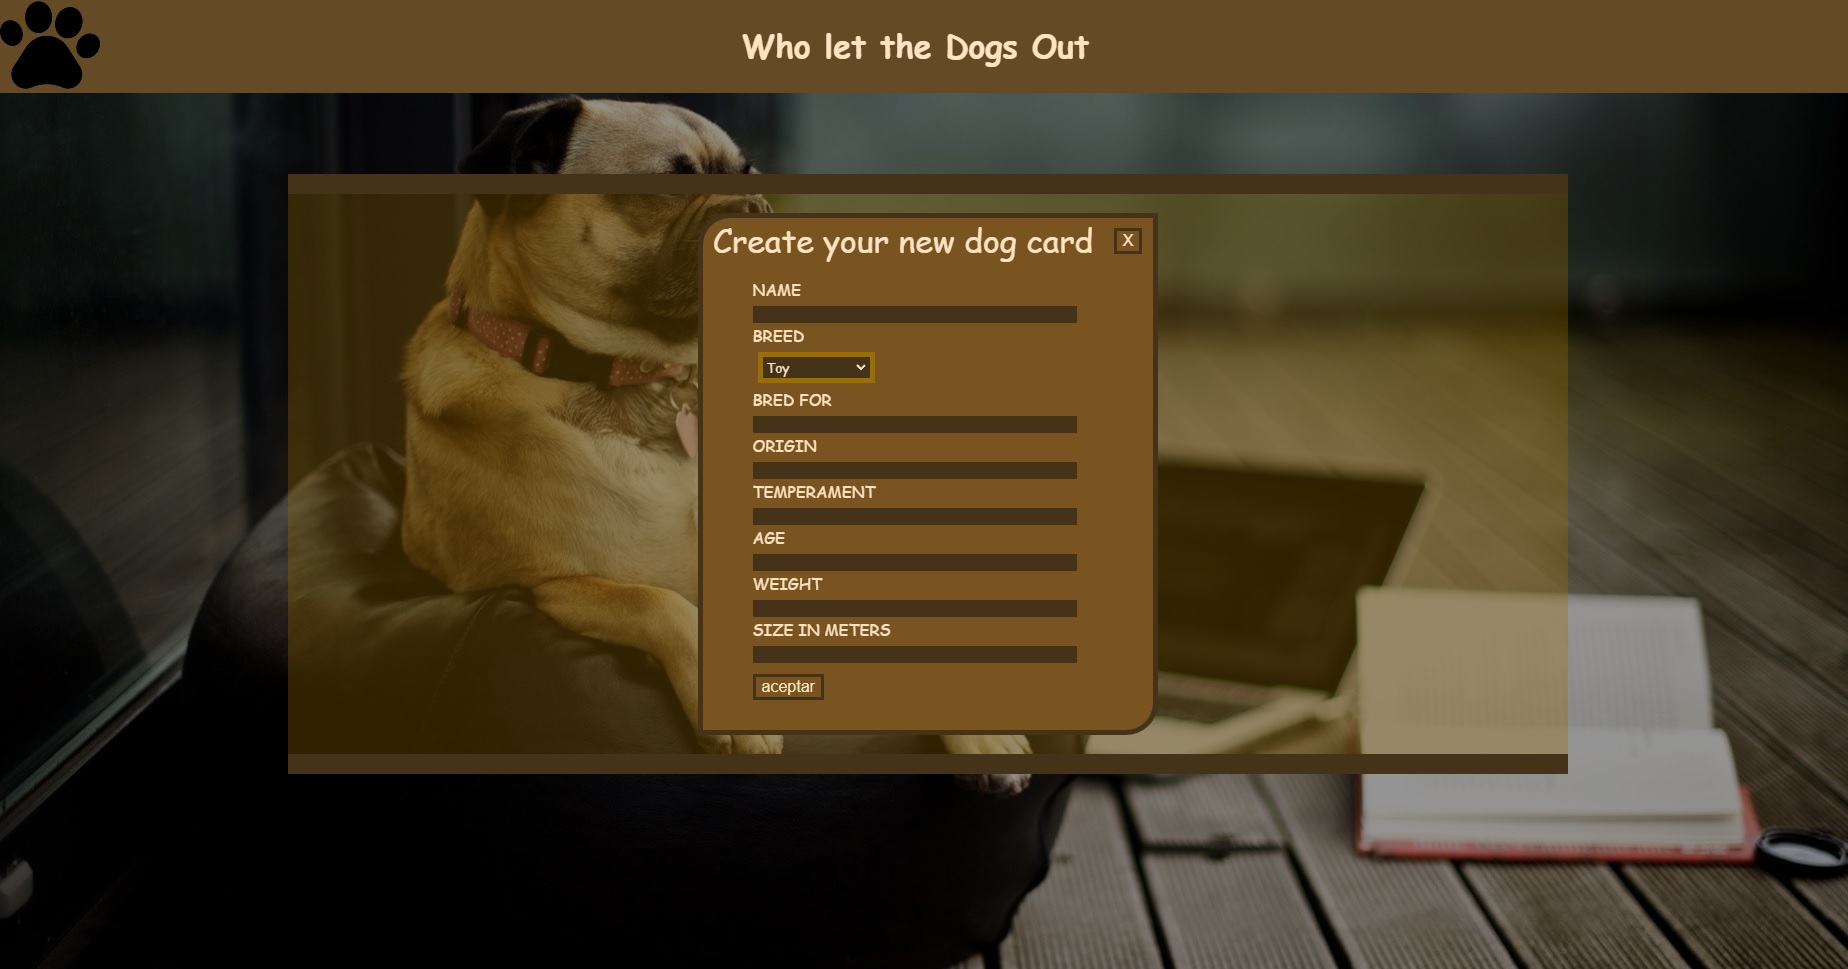 Who let the Dogs Out
Create your new dog card
X
NAME
BREED
Toy
BRED FOR
ORIGIN
TEMPERAMENT
AGE
WEIGHT
SIZE IN METERS
aceptar